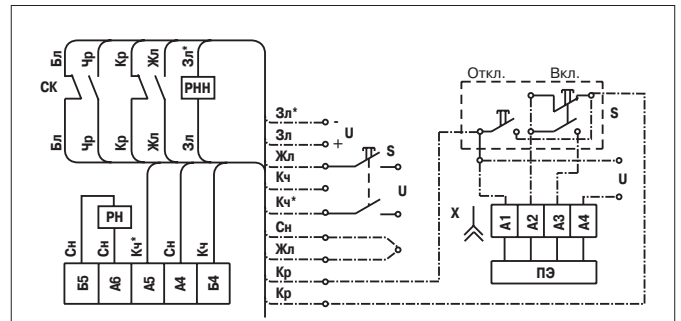 Бл Чр Кр Жл Зл*
СК
РНН
Бл Чр Кр Жл Зл
РН
Сн Сн Кч* Сн Кч
Б5 А6 А5 А4 Б4
Зл* -
Зл + U
Жл S
Кч
U
Кч*
Сн
Жл
Кр
Кр
Откл. Вкл.
S
U
X
А1 А2 А3 А4
ПЭ